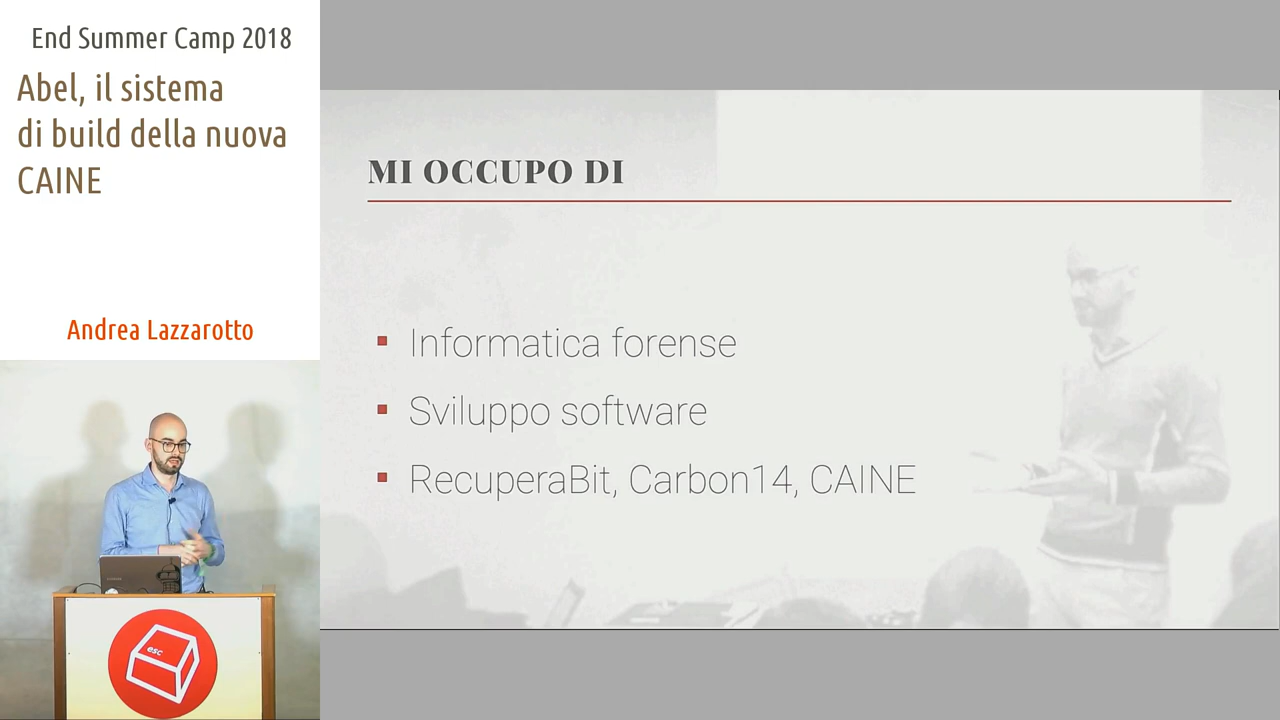 End Summer Camp 2018
Abel, il sistema
di build della nuova
CAINE
Andrea Lazzarotto
MI OCCUPO DI
Informatica forense
Sviluppo software
RecuperaBit, Carbon14, CAINE
esc